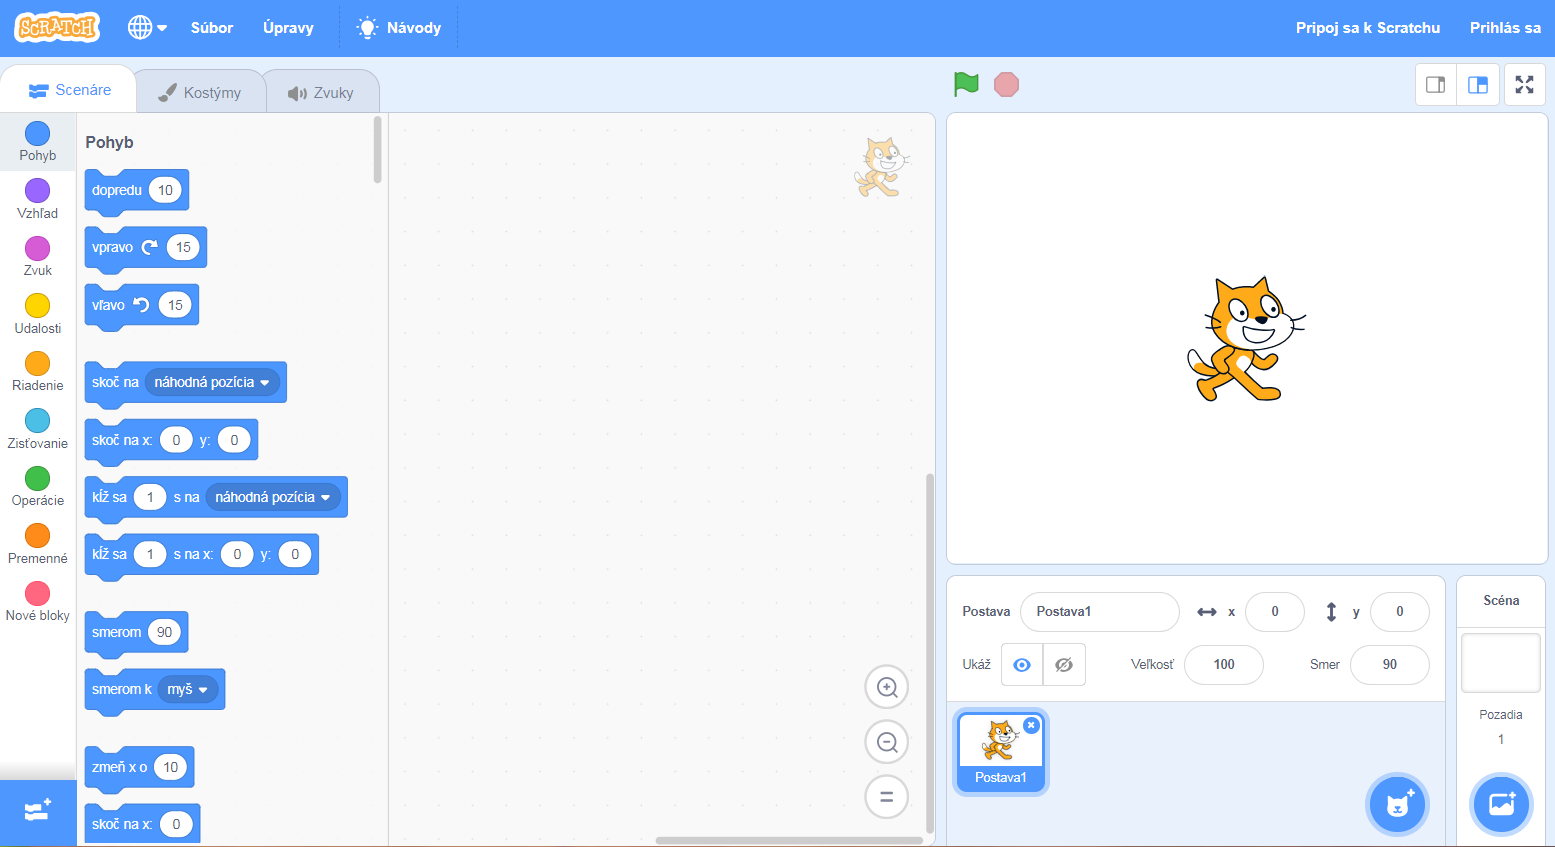 SCRATCH Súbor Úpravy Návody Pripoj sa k Scratchu Prihlás sa
Scenáre Kostýmy Zvuky
Pohyb
Vzhľad
Zvuk
Udalosti
Riadenie
Zisťovanie
Operácie
Premenné
Nové bloky
Pohyb
dopredu 10
vpravo 15
vľavo 15
skoč na náhodná pozícia
skoč na x: 0 y: 0
kĺž sa 1 s na náhodná pozícia
kĺž sa 1 s na x: 0 y: 0
smerom 90
smerom k myš
zmeň x o 10
skoč na x: 0
Postava Postava1 x 0 y 0
Ukáž Veľkosť 100 Smer 90
Postava1
Scéna
Pozadia
1